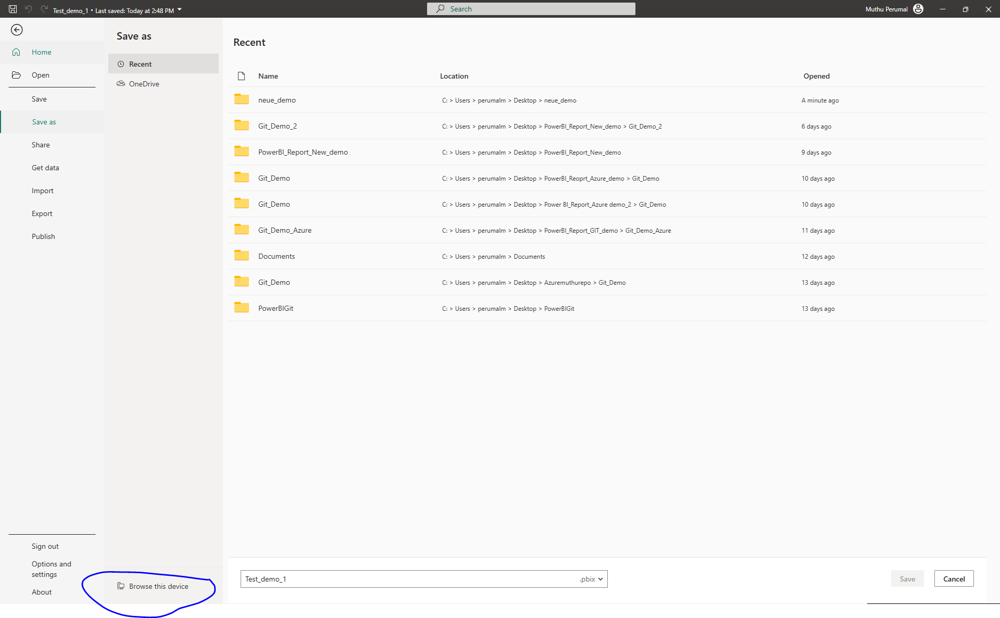 Test_demo_1 • Last saved: Today at 2:48 PM
Search
Muthu Perumal
Home
Open
Save
Save as
Share
Get data
Import
Export
Publish
Sign out
Options and
settings
About
Save as
Recent
OneDrive
Browse this device
Recent
Name Location Opened
neue_demo C: > Users > perumalm > Desktop > neue_demo A minute ago
Git_Demo_2 C: > Users > perumalm > Desktop > PowerBI_Report_New_demo > Git_Demo_2 6 days ago
PowerBI_Report_New_demo C: > Users > perumalm > Desktop > PowerBI_Report_New_demo 9 days ago
Git_Demo C: > Users > perumalm > Desktop > PowerBI_Reoprt_Azure_demo > Git_Demo 10 days ago
Git_Demo C: > Users > perumalm > Desktop > Power BI_Report_Azure demo_2 > Git_Demo 10 days ago
Git_Demo_Azure C: > Users > perumalm > Desktop > PowerBI_Report_GIT_demo > Git_Demo_Azure 11 days ago
Documents C: > Users > perumalm > Documents 12 days ago
Git_Demo C: > Users > perumalm > Desktop > Azuremuthurepo > Git_Demo 13 days ago
PowerBIGit C: > Users > perumalm > Desktop > PowerBIGit 13 days ago
Test_demo_1 .pbix
Save
Cancel